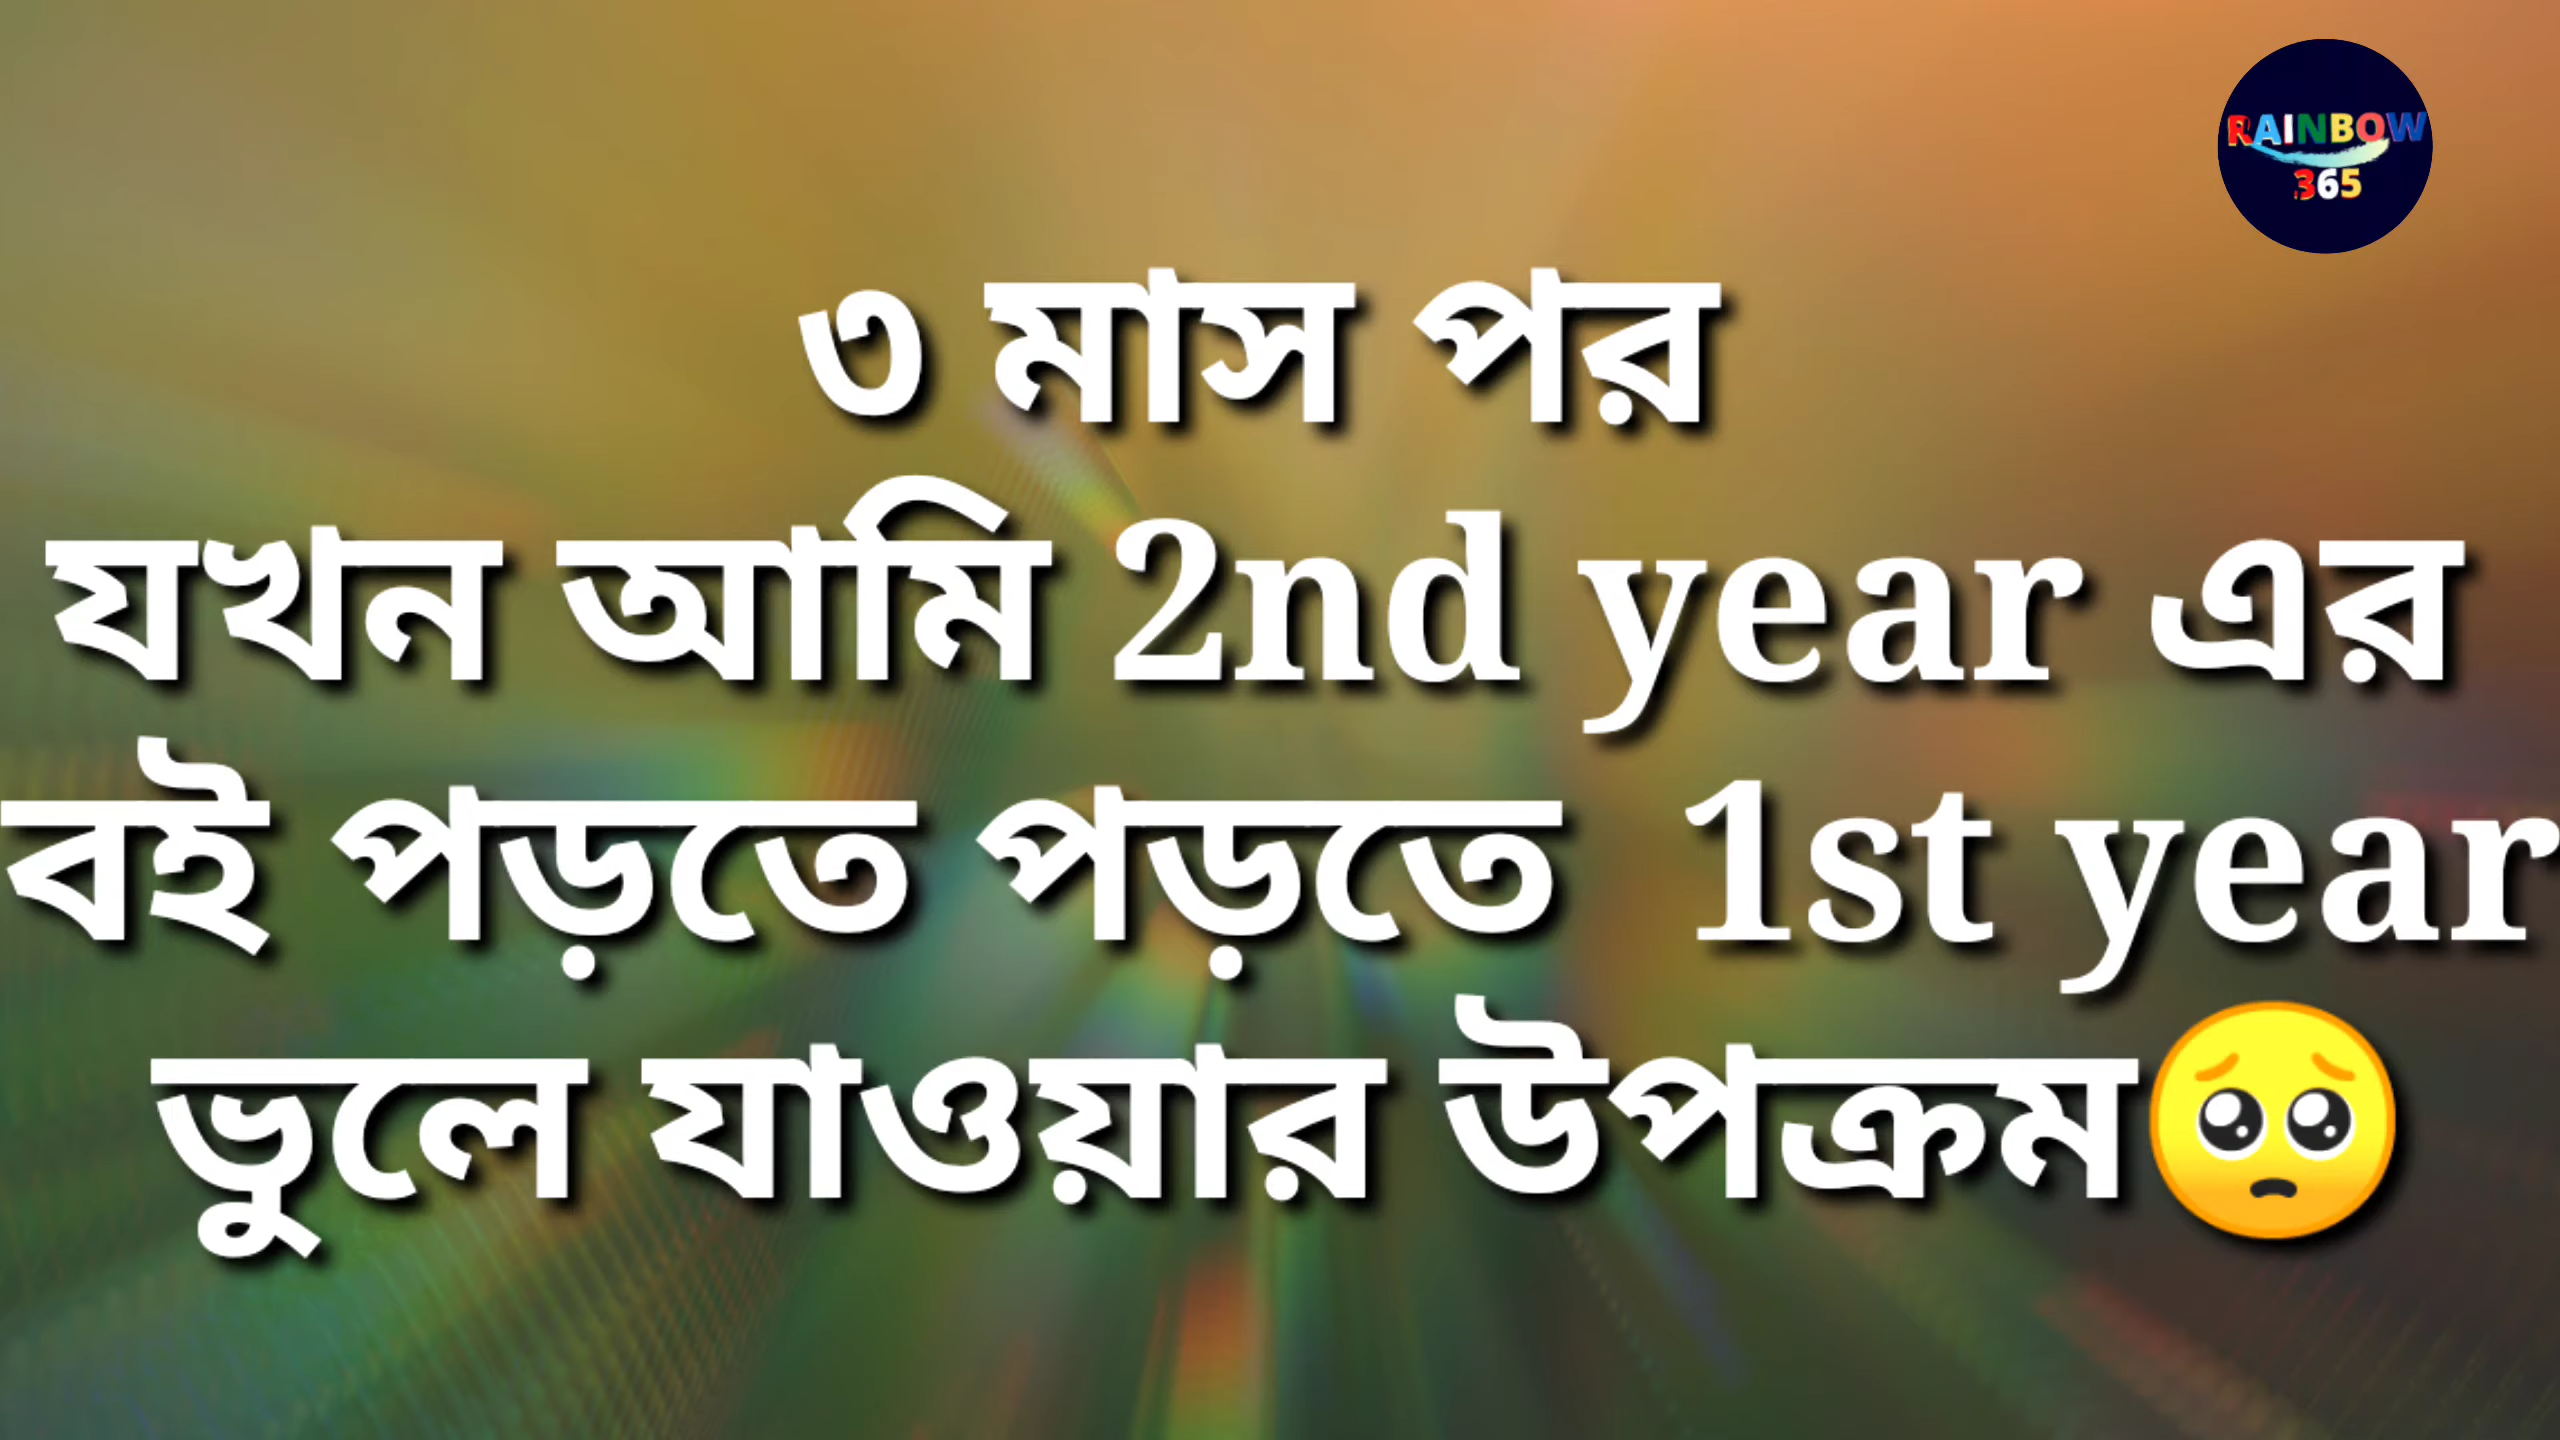 RAINBOW
365
৩ মাস পর
যখন আমি 2nd year এর
বই পড়তে পড়তে 1st year
ভুলে যাওয়ার উপক্রম🥺